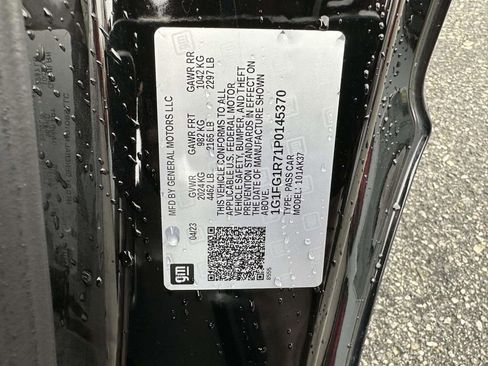 MFD BY GENERAL MOTORS LLC
04/23
GVWR GAWR FRT GAWR RR
2024 KG 982 KG 1042 KG
4462 LB 2165 LB 2297 LB
THIS VEHICLE CONFORMS TO ALL
APPLICABLE U.S. FEDERAL MOTOR
VEHICLE SAFETY, BUMPER, AND THEFT
PREVENTION STANDARDS IN EFFECT ON
THE DATE OF MANUFACTURE SHOWN
ABOVE.
1G1FG1R71P0145370
TYPE: PASS CAR
MODEL: 101AK37
gm